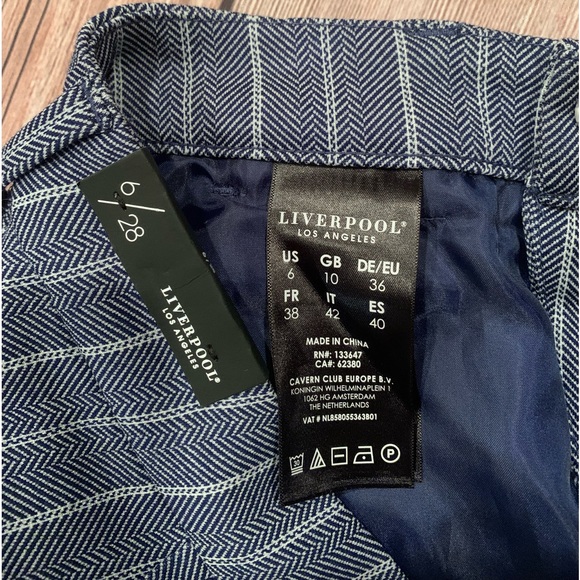 6/28
LIVERPOOL®
LOS ANGELES
LIVERPOOL®
LOS ANGELES
US GB DE/EU
6 10 36
FR IT ES
38 42 40
MADE IN CHINA
RN#: 133647
CA#: 62380
CAVERN CLUB EUROPE B.V.
KONINGIN WILHELMINAPLEIN 1
1062 HG AMSTERDAM
THE NETHERLANDS
VAT # NL858055363B01
30 P